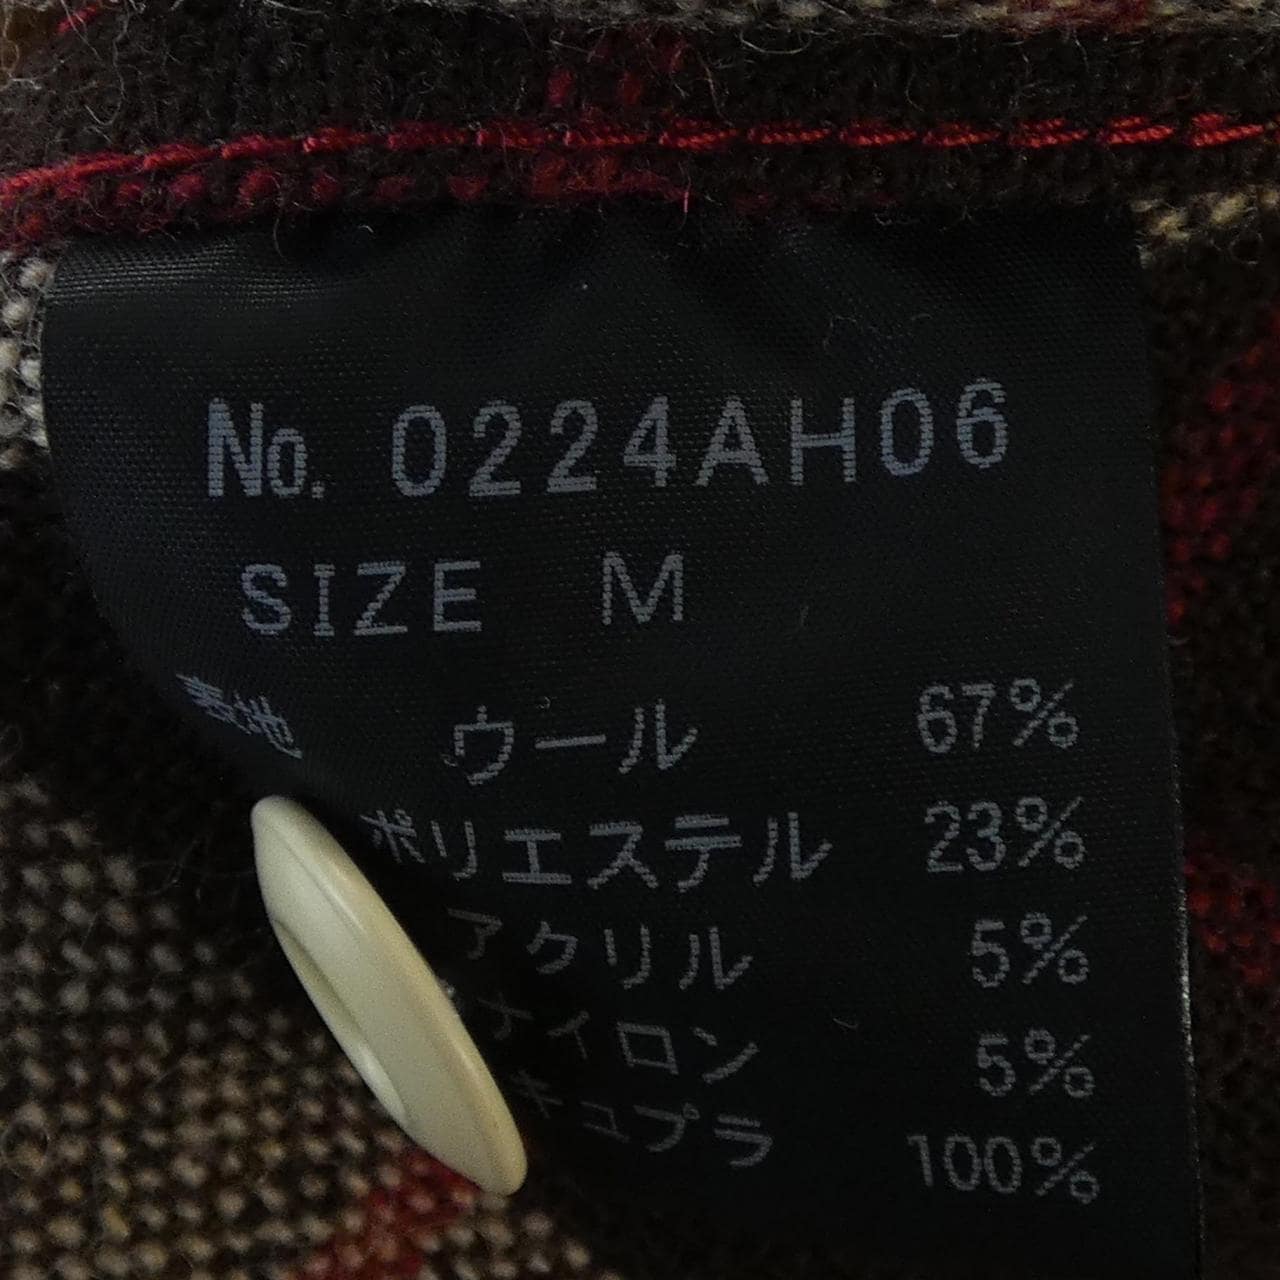 No. 0224AH06
SIZE M
表地 ウール 67%
ポリエステル 23%
アクリル 5%
ナイロン 5%
キュプラ 100%